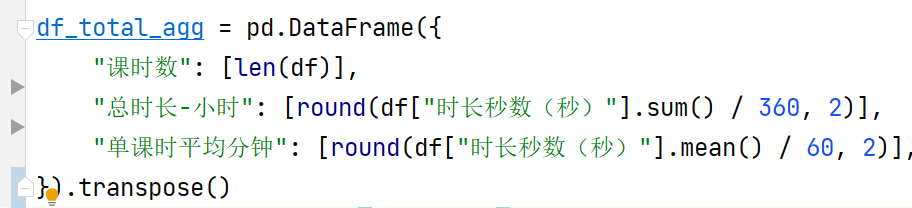 df_total_agg = pd.DataFrame({
    "课时数": [len(df)],
    "总时长-小时": [round(df["时长秒数（秒）"].sum() / 360, 2)],
    "单课时平均分钟": [round(df["时长秒数（秒）"].mean() / 60, 2)],
}).transpose()